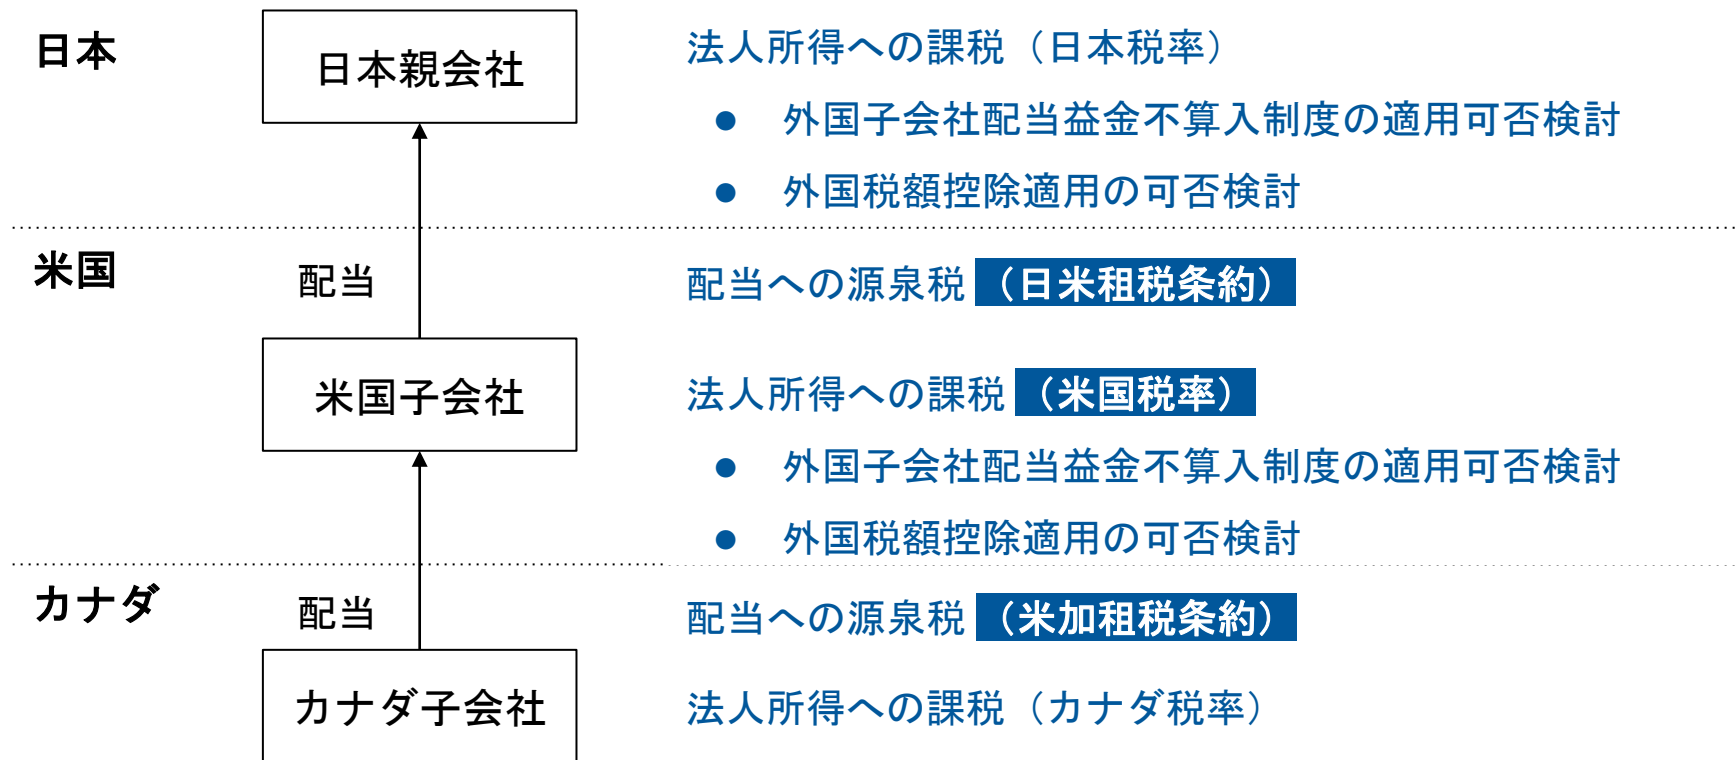 日本
日本親会社
法人所得への課税（日本税率）
● 外国子会社配当益金不算入制度の適用可否検討
● 外国税額控除適用の可否検討
米国
配当
配当への源泉税（日米租税条約）
米国子会社
法人所得への課税（米国税率）
● 外国子会社配当益金不算入制度の適用可否検討
● 外国税額控除適用の可否検討
カナダ
配当
配当への源泉税（米加租税条約）
カナダ子会社
法人所得への課税（カナダ税率）